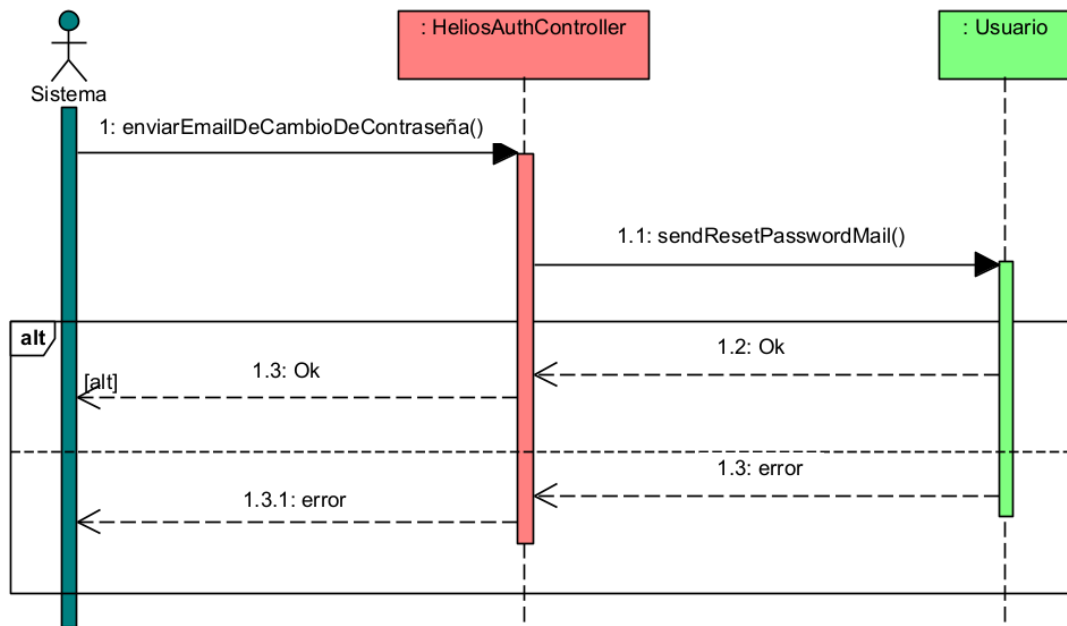 : HeliosAuthController
: Usuario
Sistema
1: enviarEmailDeCambioDeContraseña()
1.1: sendResetPasswordMail()
alt
1.2: Ok
1.3: Ok
[alt]
1.3: error
1.3.1: error